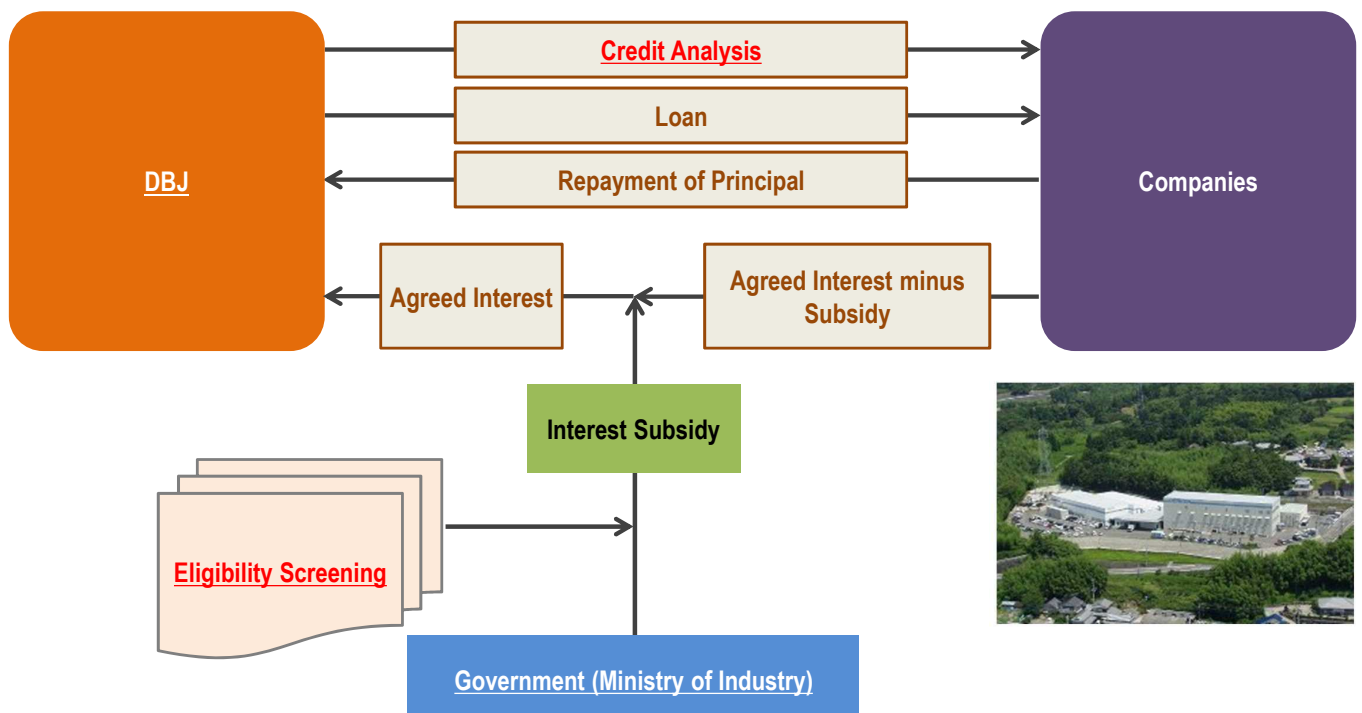 Credit Analysis
Loan
DBJ
Repayment of Principal
Companies
Agreed Interest
Agreed Interest minus
Subsidy
Interest Subsidy
Eligibility Screening
Government (Ministry of Industry)